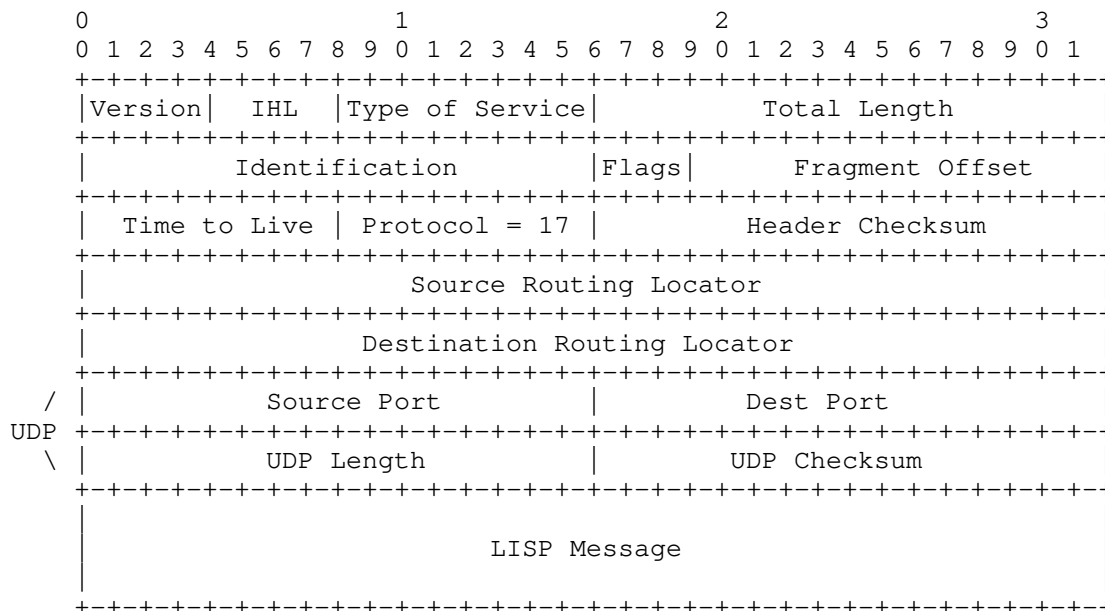 0                   1                   2                   3
0 1 2 3 4 5 6 7 8 9 0 1 2 3 4 5 6 7 8 9 0 1 2 3 4 5 6 7 8 9 0 1
+-+-+-+-+-+-+-+-+-+-+-+-+-+-+-+-+-+-+-+-+-+-+-+-+-+-+-+-+-+-+-+--
|Version|  IHL  |Type of Service|          Total Length
+-+-+-+-+-+-+-+-+-+-+-+-+-+-+-+-+-+-+-+-+-+-+-+-+-+-+-+-+-+-+-+--
|         Identification        |Flags|      Fragment Offset
+-+-+-+-+-+-+-+-+-+-+-+-+-+-+-+-+-+-+-+-+-+-+-+-+-+-+-+-+-+-+-+--
|  Time to Live | Protocol = 17 |         Header Checksum
+-+-+-+-+-+-+-+-+-+-+-+-+-+-+-+-+-+-+-+-+-+-+-+-+-+-+-+-+-+-+-+--
|                    Source Routing Locator
+-+-+-+-+-+-+-+-+-+-+-+-+-+-+-+-+-+-+-+-+-+-+-+-+-+-+-+-+-+-+-+--
|                 Destination Routing Locator
+-+-+-+-+-+-+-+-+-+-+-+-+-+-+-+-+-+-+-+-+-+-+-+-+-+-+-+-+-+-+-+--
/ |           Source Port         |         Dest Port
UDP +-+-+-+-+-+-+-+-+-+-+-+-+-+-+-+-+-+-+-+-+-+-+-+-+-+-+-+-+-+-+-+--
\ |           UDP Length          |        UDP Checksum
+-+-+-+-+-+-+-+-+-+-+-+-+-+-+-+-+-+-+-+-+-+-+-+-+-+-+-+-+-+-+-+--
|
|                         LISP Message
|
+-+-+-+-+-+-+-+-+-+-+-+-+-+-+-+-+-+-+-+-+-+-+-+-+-+-+-+-+-+-+-+--